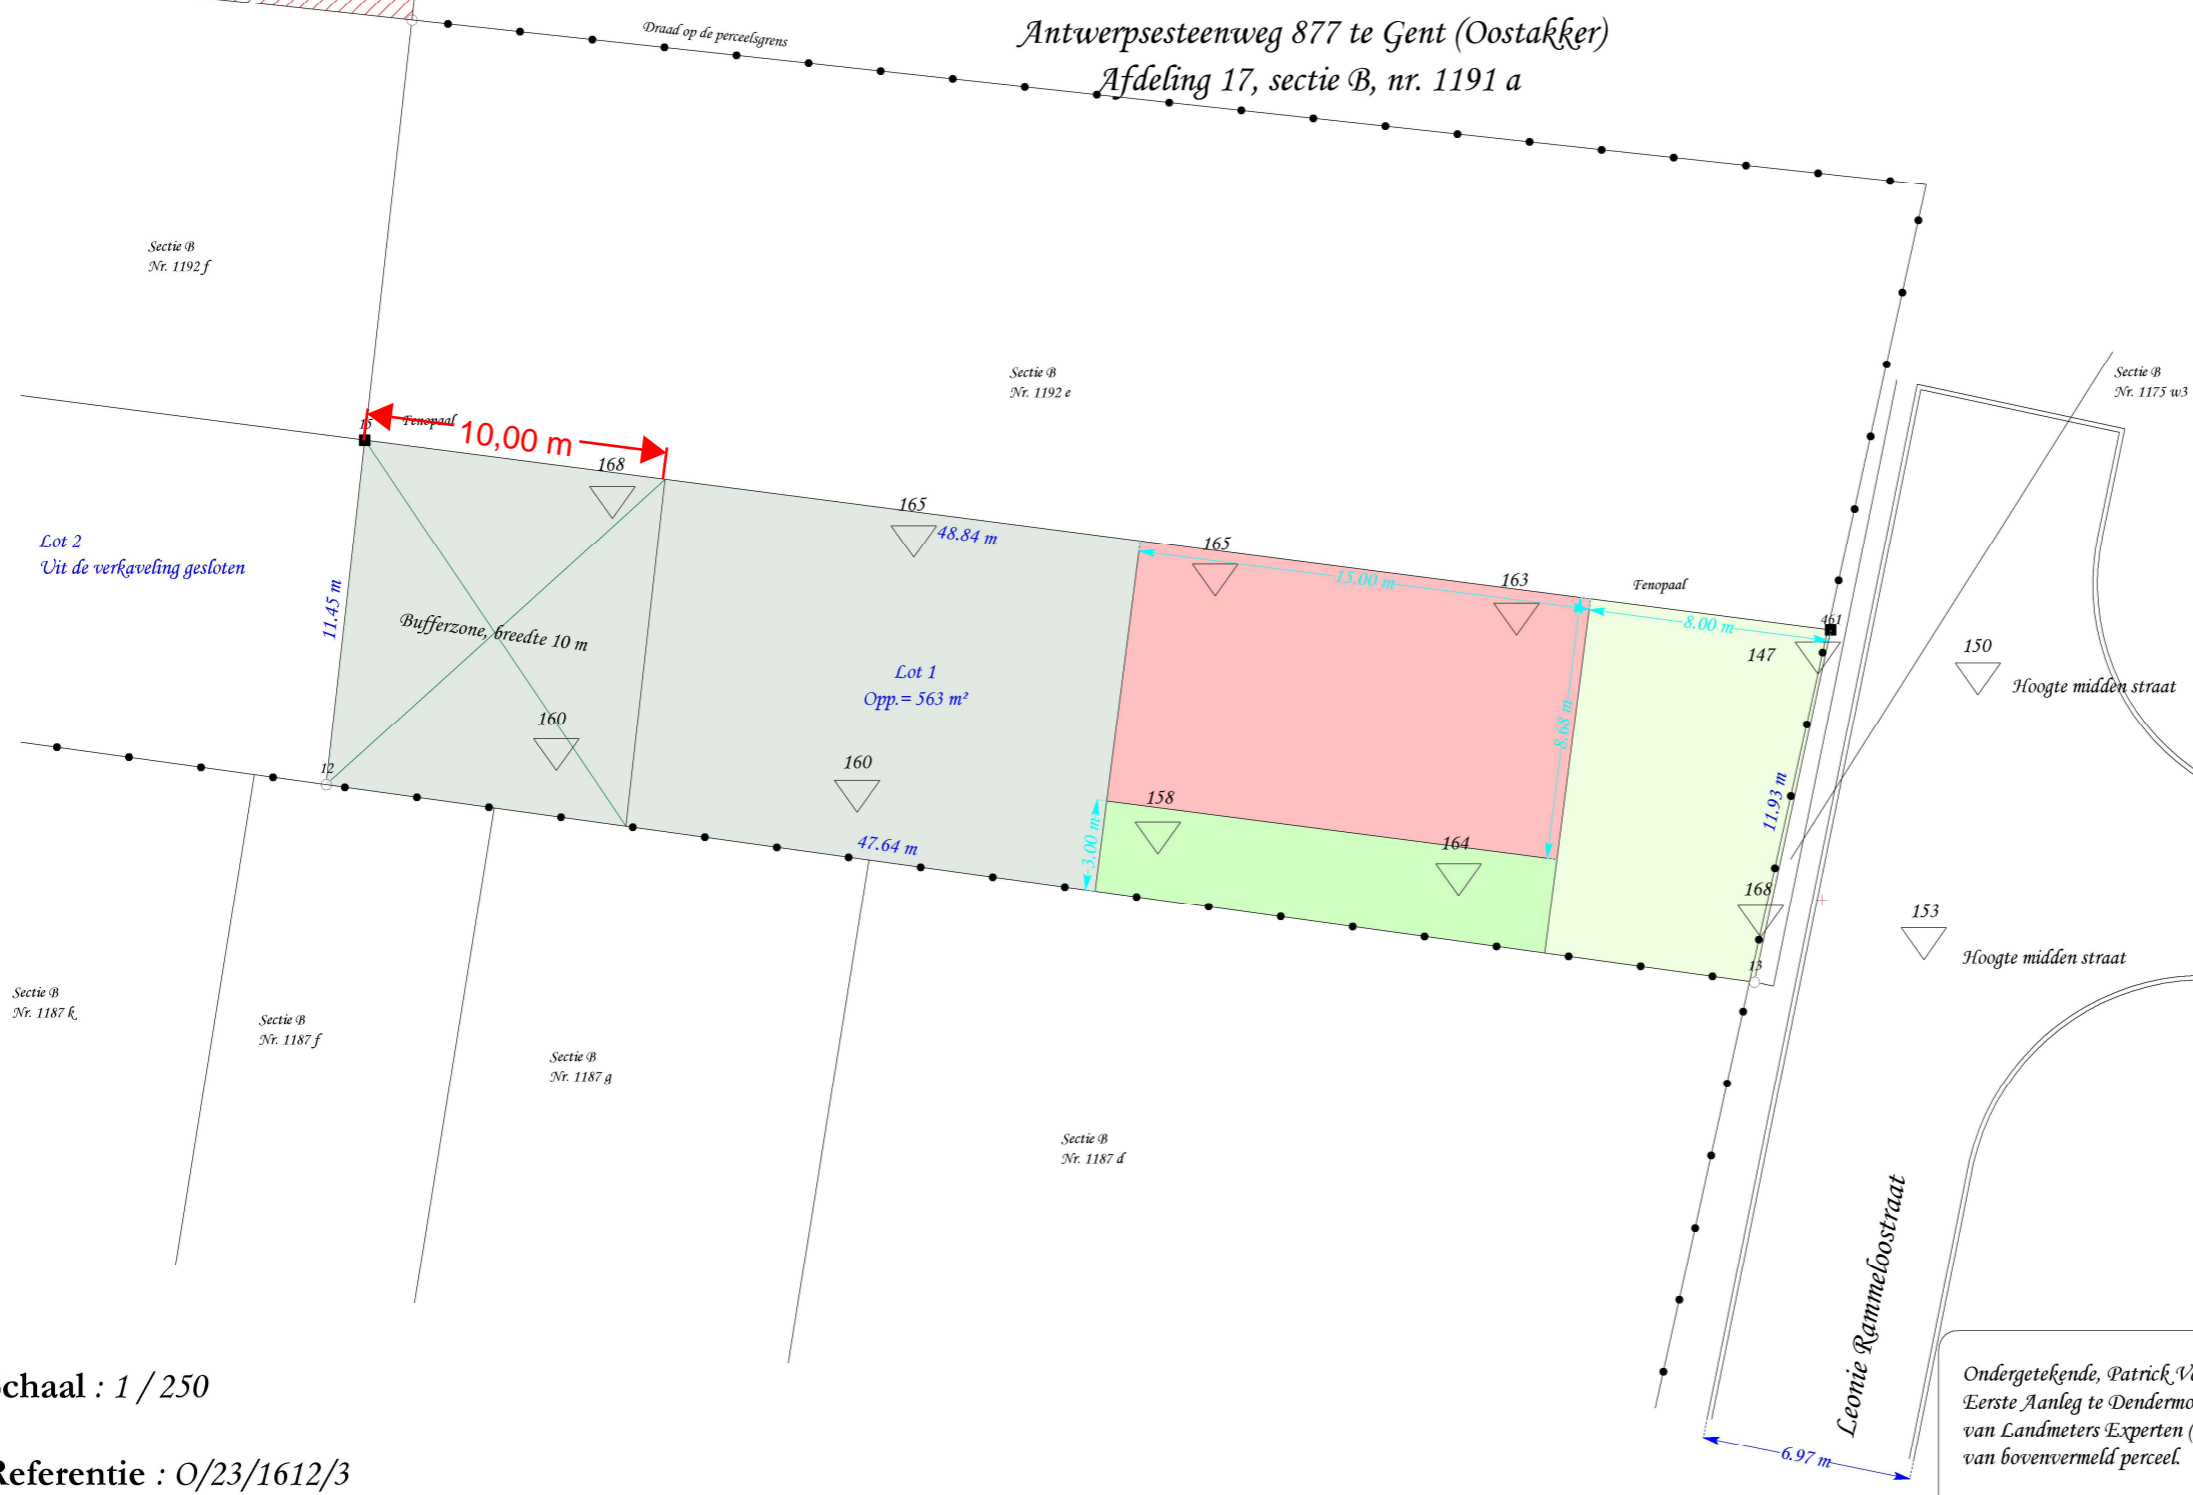 Antwerpsesteenweg 877 te Gent (Oostakker)
Afdeling 17, sectie B, nr. 1191 a
Draad op de perceelsgrens
Sectie B
Nr. 1192 f
Sectie B
Nr. 1192 e
Sectie B
Nr. 1175 w3
15
Fenopaal
10,00 m
168
165
48.84 m
165
15.00 m
163
Fenopaal
8.00 m
461
147
150
Hoogte midden straat
Lot 2
Uit de verkaveling gesloten
11.45 m
Bufferzone, breedte 10 m
Lot 1
Opp.= 563 m²
8.68 m
160
12
160
47.64 m
158
3.00 m
164
11.93 m
168
13
153
Hoogte midden straat
Sectie B
Nr. 1187 k
Sectie B
Nr. 1187 f
Sectie B
Nr. 1187 g
Sectie B
Nr. 1187 d
Leonie Rammeloostraat
6.97 m
chaal : 1 / 250
Referentie : O/23/1612/3
Ondergetekende, Patrick
Eerste Aanleg te
van Landmeters Experten (
van bovenvermeld perceel.